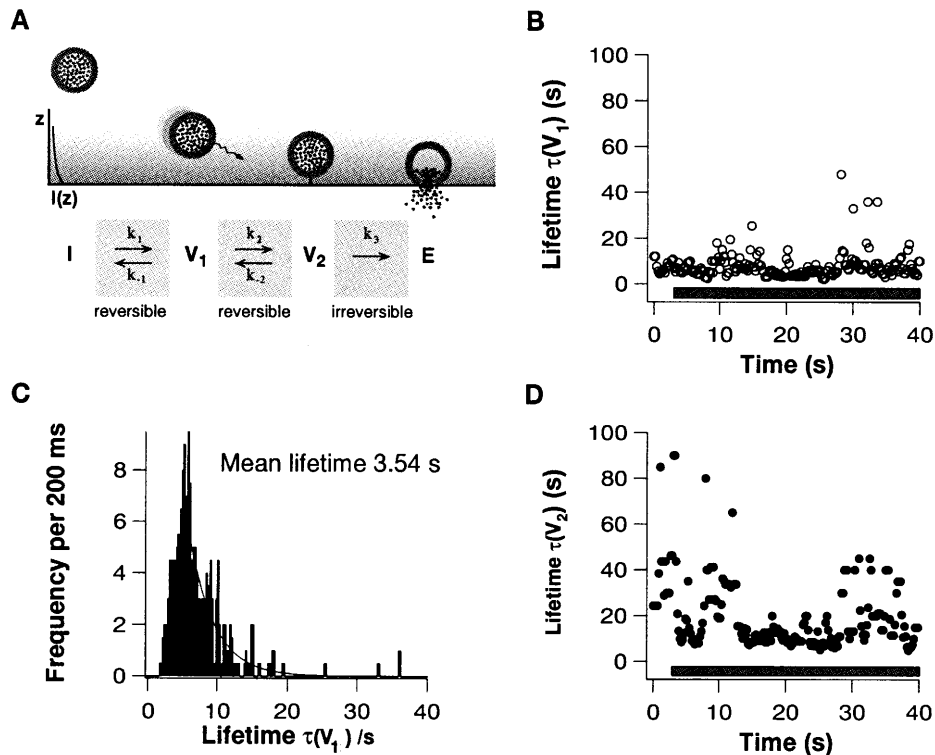 A
z
I(z)
I k₁ k₋₁ V₁ k₂ k₋₂ V₂ k₃ E
reversible reversible irreversible
B
Lifetime τ(V₁) (s)
100
80
60
40
20
0
0 10 20 30 40
Time (s)
C
Frequency per 200 ms
Mean lifetime 3.54 s
8
6
4
2
0
0 10 20 30 40
Lifetime τ(V₁) /s
D
Lifetime τ(V₂) (s)
100
80
60
40
20
0
0 10 20 30 40
Time (s)